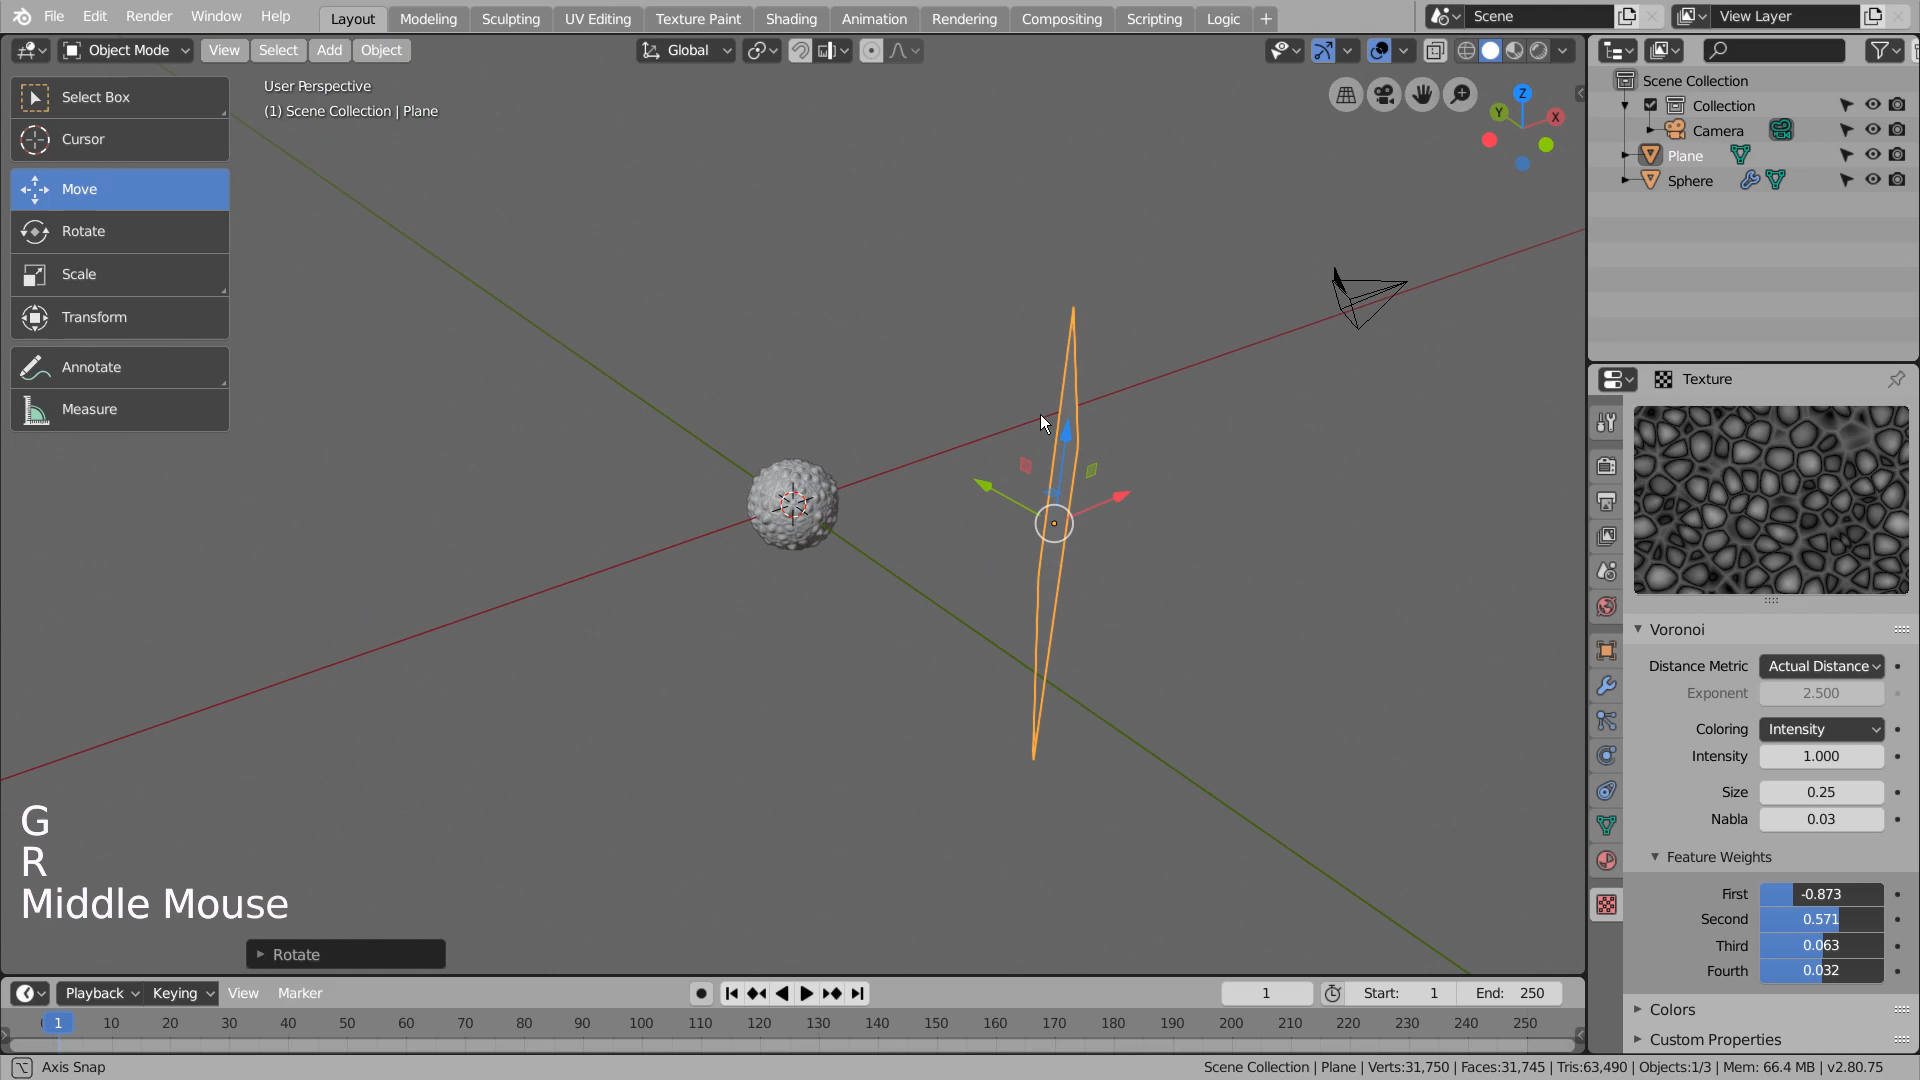 File Edit Render Window Help Layout Modeling Sculpting UV Editing Texture Paint Shading Animation Rendering Compositing Scripting Logic + Scene View Layer
Object Mode View Select Add Object Global
Select Box
Cursor
Move
Rotate
Scale
Transform
Annotate
Measure
User Perspective
(1) Scene Collection | Plane
Z
Y
X
G
R
Middle Mouse
Rotate
Scene Collection
Collection
Camera
Plane
Sphere
Texture
Voronoi
Distance Metric Actual Distance
Exponent 2.500
Coloring Intensity
Intensity 1.000
Size 0.25
Nabla 0.03
Feature Weights
First -0.873
Second 0.571
Third 0.063
Fourth 0.032
Colors
Custom Properties
Playback Keying View Marker 1 Start: 1 End: 250
1 10 20 30 40 50 60 70 80 90 100 110 120 130 140 150 160 170 180 190 200 210 220 230 240 250
Axis Snap
Scene Collection | Plane | Verts:31,750 | Faces:31,745 | Tris:63,490 | Objects:1/3 | Mem: 66.4 MB | v2.80.75